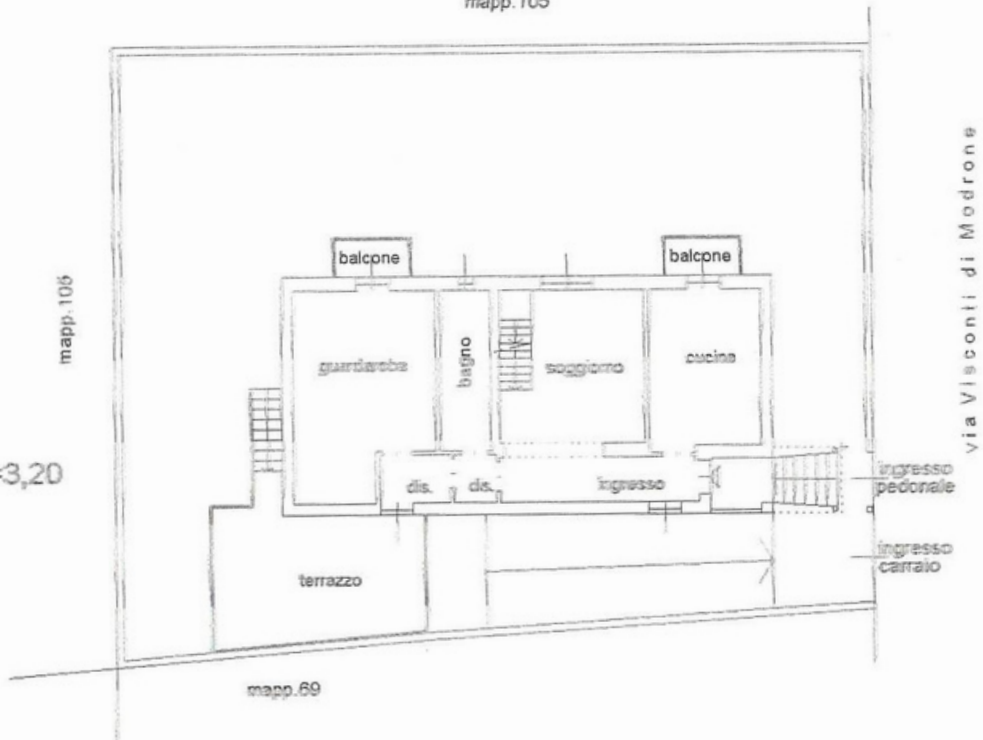 mapp.105
balcone
balcone
via Visconti di Modrone
mapp.105
guardaroba
bagno
soggiorno
cucina
3,20
dis.
dis.
ingresso
ingresso
pedonale
ingresso
carraio
terrazzo
mapp.69